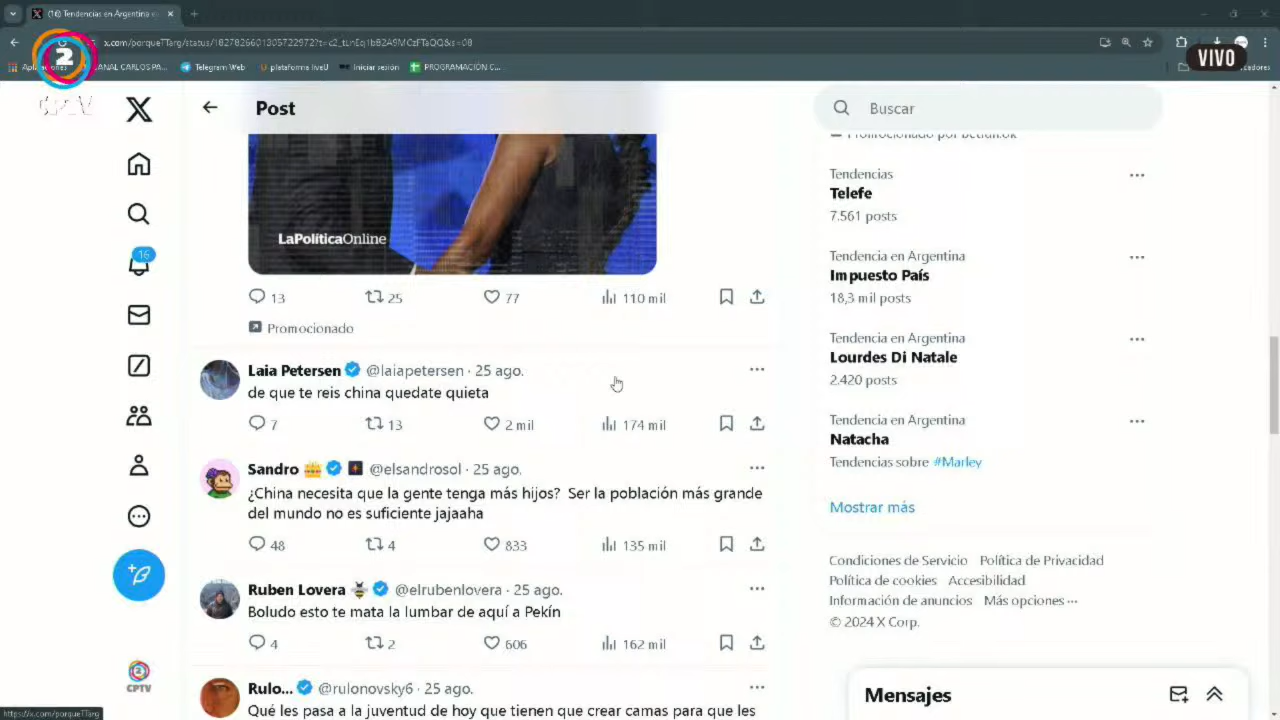 (16) Tendencias en Argentina e
x.com/porqueTTarg/status/1827826601305722972?t=c2_tLnEqj1bB2A9MCzFTaQQ&s=08
CANAL CARLOS PA...
Telegram Web
plataforma liveU
Iniciar sesión
PROGRAMACIÓN C...
2
CPTV
VIVO
Post
LaPolíticaOnline
13 25 77 110 mil
Promocionado
Laia Petersen @laiapetersen · 25 ago.
de que te reis china quedate quieta
7 13 2 mil 174 mil
Sandro @elsandrosol · 25 ago.
¿China necesita que la gente tenga más hijos? Ser la población más grande
del mundo no es suficiente jajaaha
48 4 833 135 mil
Ruben Lovera @elrubenlovera · 25 ago.
Boludo esto te mata la lumbar de aquí a Pekín
4 2 606 162 mil
Rulo... @rulonovsky6 · 25 ago.
Qué les pasa a la juventud de hoy que tienen que crear camas para que les
16
CPTV
https://x.com/porqueTTarg
Buscar
Promocionado por betfun.ok
Tendencias
Telefe
7.561 posts
Tendencia en Argentina
Impuesto País
18,3 mil posts
Tendencia en Argentina
Lourdes Di Natale
2.420 posts
Tendencia en Argentina
Natacha
Tendencias sobre #Marley
Mostrar más
Condiciones de Servicio Política de Privacidad
Política de cookies Accesibilidad
Información de anuncios Más opciones ···
© 2024 X Corp.
Mensajes